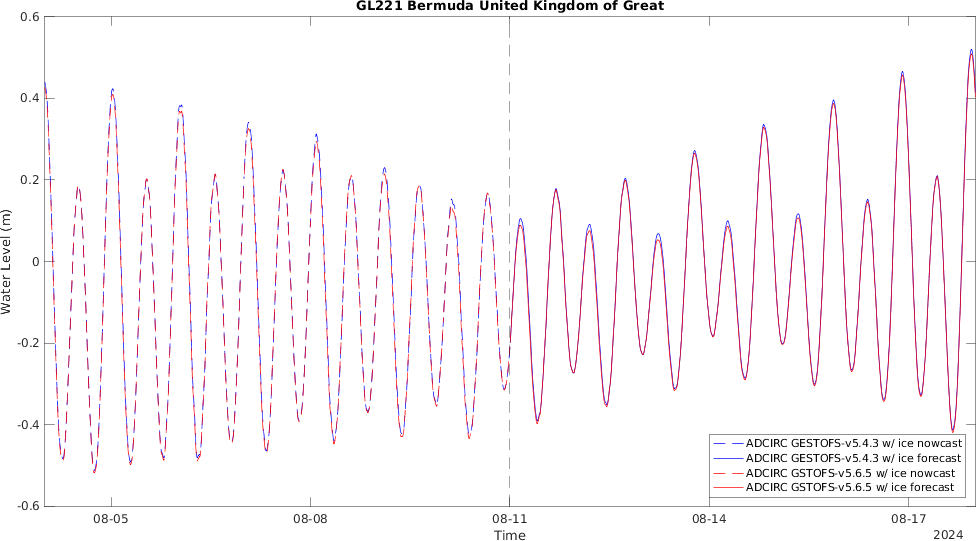 GL221 Bermuda United Kingdom of Great
0.6
0.4
0.2
0
-0.2
-0.4
-0.6
Water Level (m)
ADCIRC GESTOFS-v5.4.3 w/ ice nowcast
ADCIRC GESTOFS-v5.4.3 w/ ice forecast
ADCIRC GSTOFS-v5.6.5 w/ ice nowcast
ADCIRC GSTOFS-v5.6.5 w/ ice forecast
08-05 08-08 08-11 08-14 08-17
Time
2024